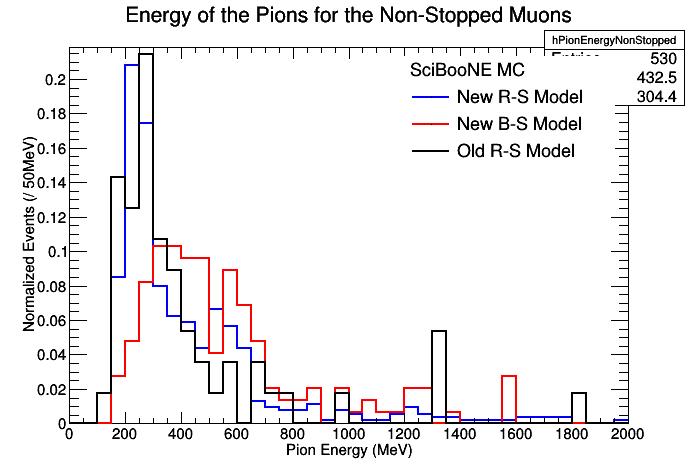 Energy of the Pions for the Non-Stopped Muons
hPionEnergyNonStopped
530
432.5
304.4
SciBooNE MC
New R-S Model
New B-S Model
Old R-S Model
Normalized Events (/ 50MeV)
0.2
0.18
0.16
0.14
0.12
0.1
0.08
0.06
0.04
0.02
0
0 200 400 600 800 1000 1200 1400 1600 1800 2000
Pion Energy (MeV)